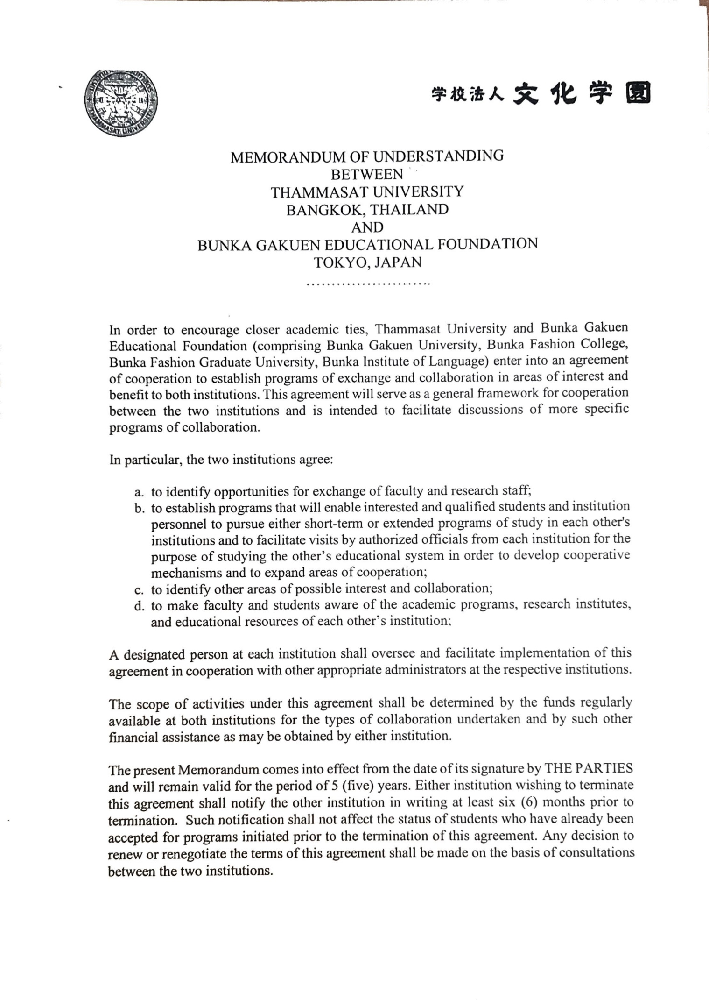 THAMMASAT UNIVERSITY
学校法人 文化学園
MEMORANDUM OF UNDERSTANDING
BETWEEN
THAMMASAT UNIVERSITY
BANGKOK, THAILAND
AND
BUNKA GAKUEN EDUCATIONAL FOUNDATION
TOKYO, JAPAN
........................
In order to encourage closer academic ties, Thammasat University and Bunka Gakuen
Educational Foundation (comprising Bunka Gakuen University, Bunka Fashion College,
Bunka Fashion Graduate University, Bunka Institute of Language) enter into an agreement
of cooperation to establish programs of exchange and collaboration in areas of interest and
benefit to both institutions. This agreement will serve as a general framework for cooperation
between the two institutions and is intended to facilitate discussions of more specific
programs of collaboration.
In particular, the two institutions agree:
a. to identify opportunities for exchange of faculty and research staff;
b. to establish programs that will enable interested and qualified students and institution
personnel to pursue either short-term or extended programs of study in each other's
institutions and to facilitate visits by authorized officials from each institution for the
purpose of studying the other’s educational system in order to develop cooperative
mechanisms and to expand areas of cooperation;
c. to identify other areas of possible interest and collaboration;
d. to make faculty and students aware of the academic programs, research institutes,
and educational resources of each other’s institution;
A designated person at each institution shall oversee and facilitate implementation of this
agreement in cooperation with other appropriate administrators at the respective institutions.
The scope of activities under this agreement shall be determined by the funds regularly
available at both institutions for the types of collaboration undertaken and by such other
financial assistance as may be obtained by either institution.
The present Memorandum comes into effect from the date of its signature by THE PARTIES
and will remain valid for the period of 5 (five) years. Either institution wishing to terminate
this agreement shall notify the other institution in writing at least six (6) months prior to
termination. Such notification shall not affect the status of students who have already been
accepted for programs initiated prior to the termination of this agreement. Any decision to
renew or renegotiate the terms of this agreement shall be made on the basis of consultations
between the two institutions.